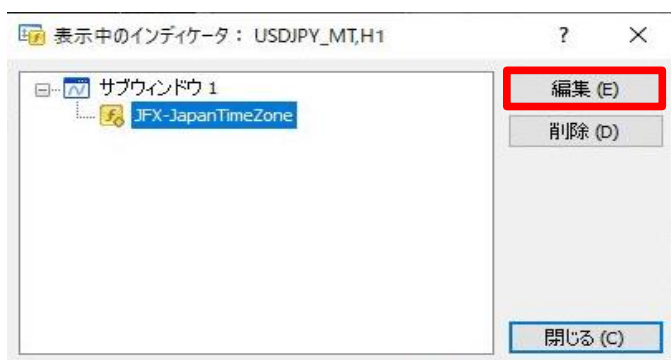 表示中のインディケータ： USDJPY_MT,H1
? ×
サブウィンドウ 1
JFX-JapanTimeZone
編集 (E)
削除 (D)
閉じる (C)